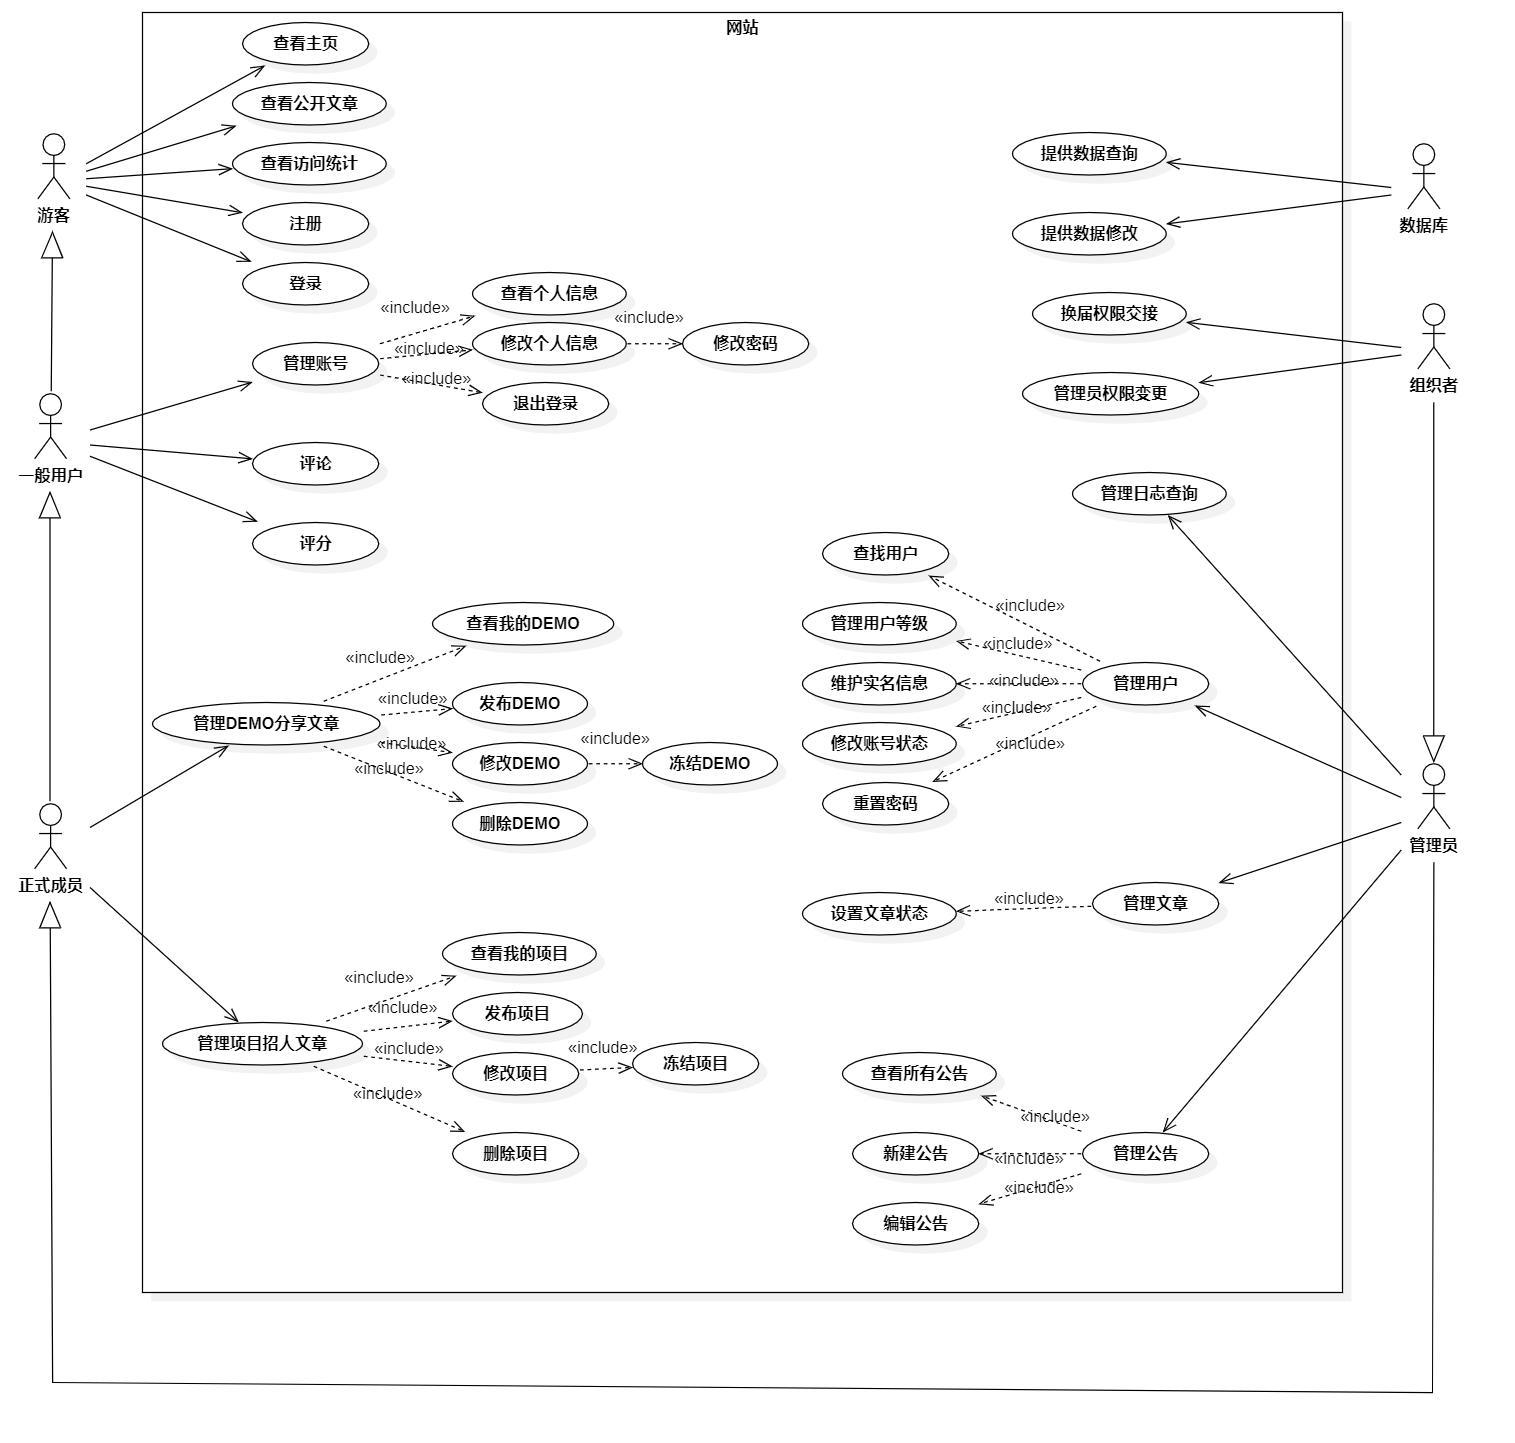 网站
查看主页
查看公开文章
查看访问统计
注册
登录
游客
管理账号
«include»
查看个人信息
«include»
修改个人信息
«include»
修改密码
«include»
退出登录
一般用户
评论
评分
查看我的DEMO
«include»
管理DEMO分享文章
«include»
发布DEMO
«include»
修改DEMO
«include»
冻结DEMO
«include»
删除DEMO
正式成员
查看我的项目
«include»
«include»
发布项目
管理项目招人文章
«include»
修改项目
«include»
冻结项目
«include»
删除项目
提供数据查询
提供数据修改
数据库
换届权限交接
管理员权限变更
组织者
管理日志查询
查找用户
«include»
管理用户等级
«include»
维护实名信息
«include»
管理用户
«include»
修改账号状态
«include»
重置密码
管理员
设置文章状态
«include»
管理文章
查看所有公告
«include»
新建公告
«include»
管理公告
«include»
编辑公告